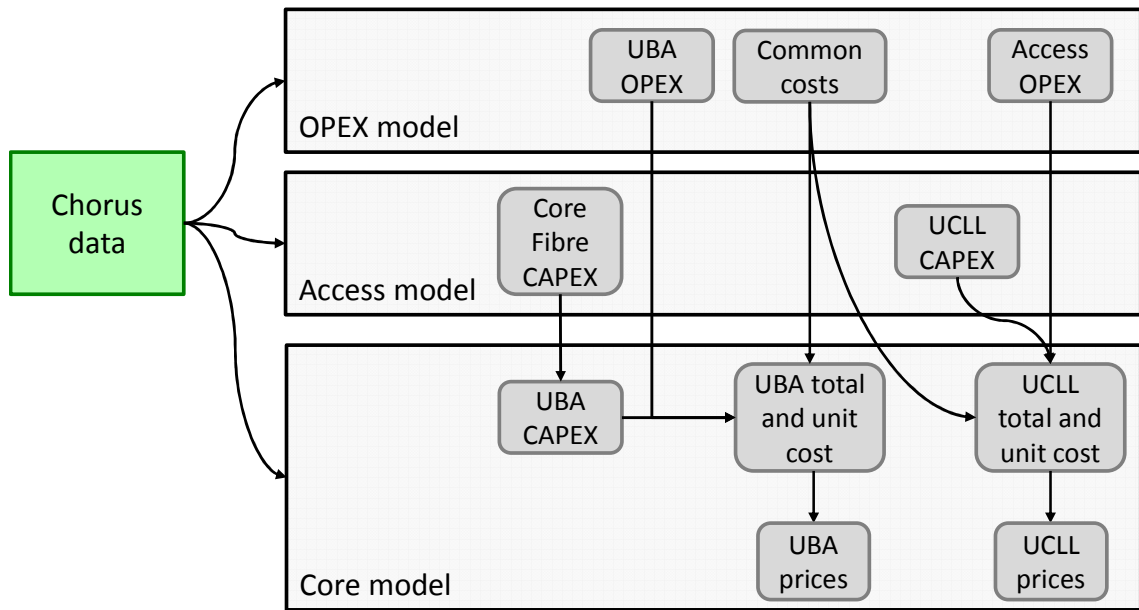 UBA
OPEX
Common
costs
Access
OPEX
OPEX model
Chorus
data
Core
Fibre
CAPEX
UCLL
CAPEX
Access model
UBA
CAPEX
UBA total
and unit
cost
UCLL
total and
unit cost
UBA
prices
UCLL
prices
Core model